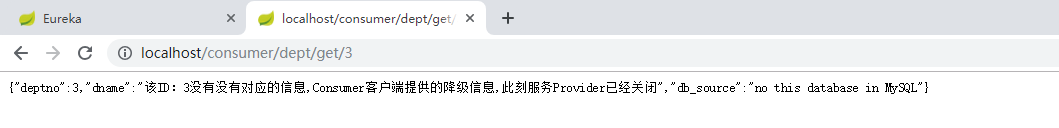 Eureka
localhost/consumer/dept/get/
localhost/consumer/dept/get/3
{"deptno":3,"dname":"该ID：3没有没有对应的信息,Consumer客户端提供的降级信息,此刻服务Provider已经关闭","db_source":"no this database in MySQL"}